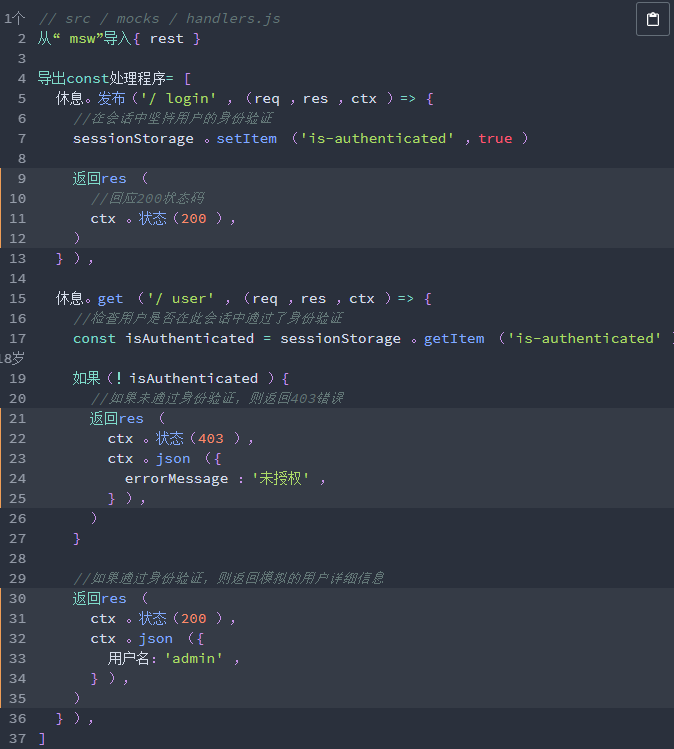 1个 // src / mocks / handlers.js
2 从“ msw”导入{ rest }
3
4 导出const处理程序= [
5 休息。发布（'/ login' ，（req ，res ，ctx ）=> {
6 //在会话中坚持用户的身份验证
7 sessionStorage 。setItem （'is-authenticated' ，true ）
8
9 返回res （
10 //回应200状态码
11 ctx 。状态（200 ），
12 ）
13 } ），
14
15 休息。get （'/ user' ，（req ，res ，ctx ）=> {
16 //检查用户是否在此会话中通过了身份验证
17 const isAuthenticated = sessionStorage 。getItem （'is-authenticated' ）
18岁
19 如果（！isAuthenticated ）{
20 //如果未通过身份验证，则返回403错误
21 返回res （
22 ctx 。状态（403 ），
23 ctx 。json （{
24 errorMessage ：'未授权' ，
25 } ），
26 ）
27 }
28
29 //如果通过身份验证，则返回模拟的用户详细信息
30 返回res （
31 ctx 。状态（200 ），
32 ctx 。json （{
33 用户名：'admin' ，
34 } ），
35 ）
36 } ），
37 ]